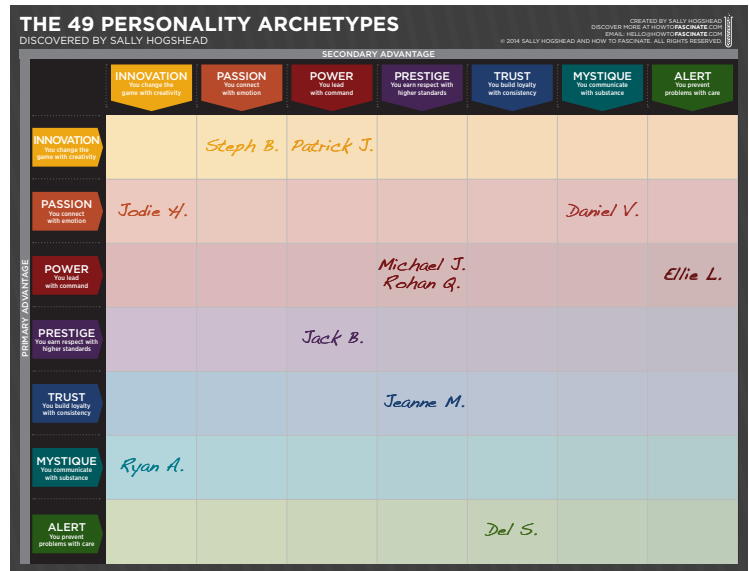 THE 49 PERSONALITY ARCHETYPES
DISCOVERED BY SALLY HOGSHEAD
CREATED BY SALLY HOGSHEAD
DISCOVER MORE AT HOWTOFASCINATE.COM
EMAIL: HELLO@HOWTOFASCINATE.COM
© 2014 SALLY HOGSHEAD AND HOW TO FASCINATE. ALL RIGHTS RESERVED.
SECONDARY ADVANTAGE
INNOVATION
You change the
game with creativity
PASSION
You connect
with emotion
POWER
You lead
with command
PRESTIGE
You earn respect with
higher standards
TRUST
You build loyalty
with consistency
MYSTIQUE
You communicate
with substance
ALERT
You prevent
problems with care
PRIMARY ADVANTAGE
INNOVATION
You change the
game with creativity
Steph B.
Patrick J.
PASSION
You connect
with emotion
Jodie H.
Daniel V.
POWER
You lead
with command
Michael J.
Rohan Q.
Ellie L.
PRESTIGE
You earn respect with
higher standards
Jack B.
TRUST
You build loyalty
with consistency
Jeanne M.
MYSTIQUE
You communicate
with substance
Ryan A.
ALERT
You prevent
problems with care
Del S.